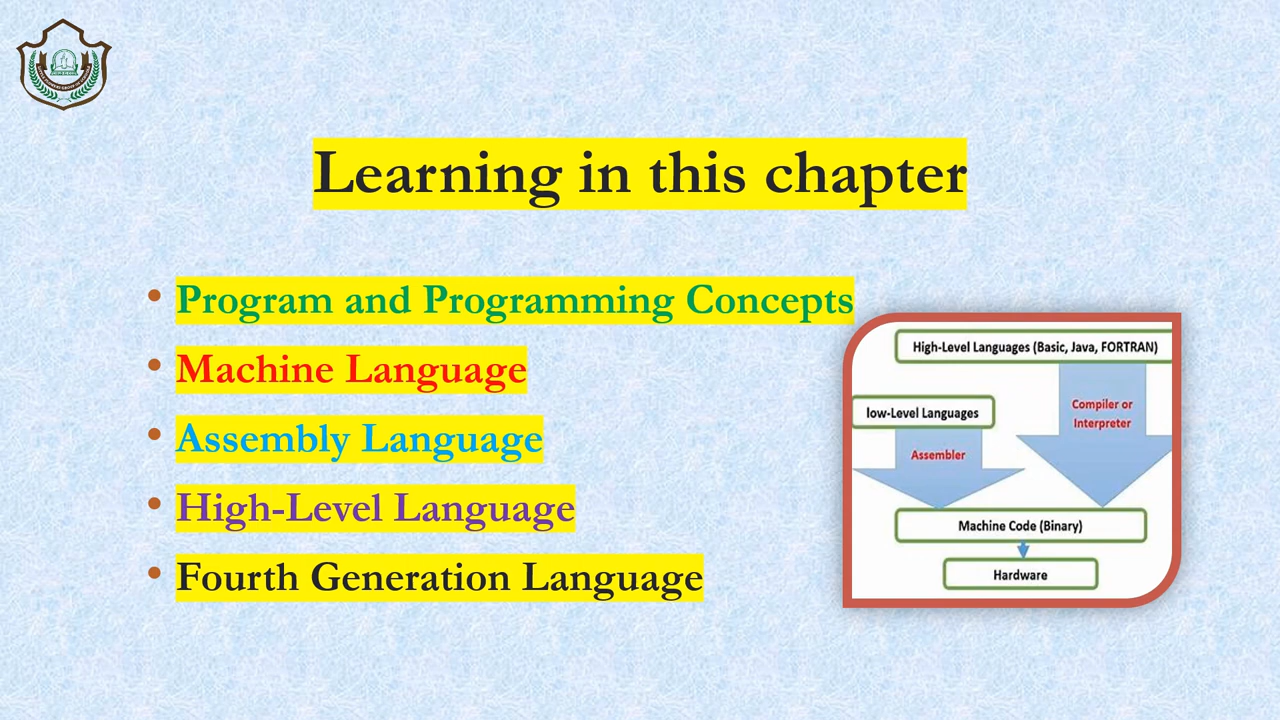 Learning in this chapter
• Program and Programming Concepts
• Machine Language
• Assembly Language
• High-Level Language
• Fourth Generation Language
High-Level Languages (Basic, Java, FORTRAN)
low-Level Languages
Compiler or
Interpreter
Assembler
Machine Code (Binary)
Hardware